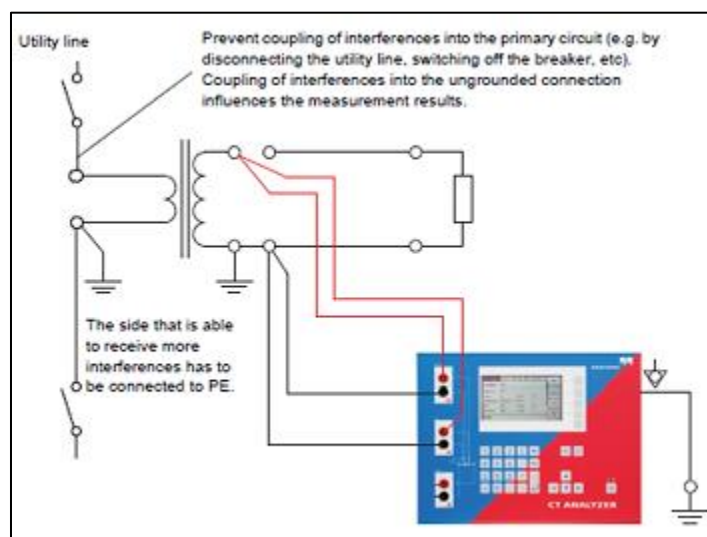 Utility line
Prevent coupling of interferences into the primary circuit (e.g. by
disconnecting the utility line, switching off the breaker, etc).
Coupling of interferences into the ungrounded connection
influences the measurement results.
The side that is able
to receive more
interferences has to
be connected to PE.
CT ANALYZER